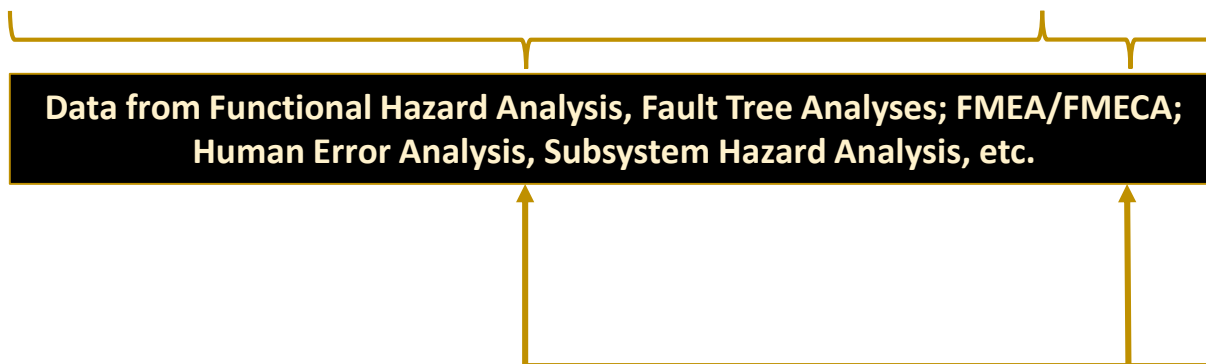 Data from Functional Hazard Analysis, Fault Tree Analyses; FMEA/FMECA;
Human Error Analysis, Subsystem Hazard Analysis, etc.